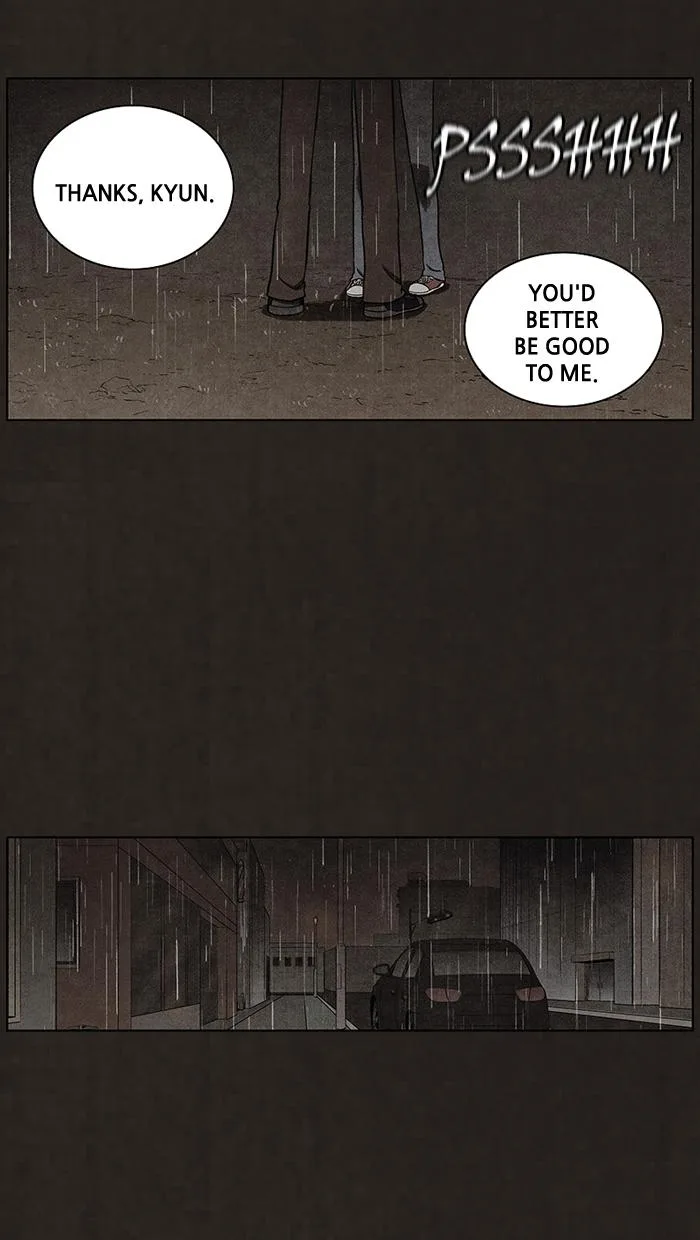 THANKS, KYUN.
PSSSHHH
YOU'D
BETTER
BE GOOD
TO ME.